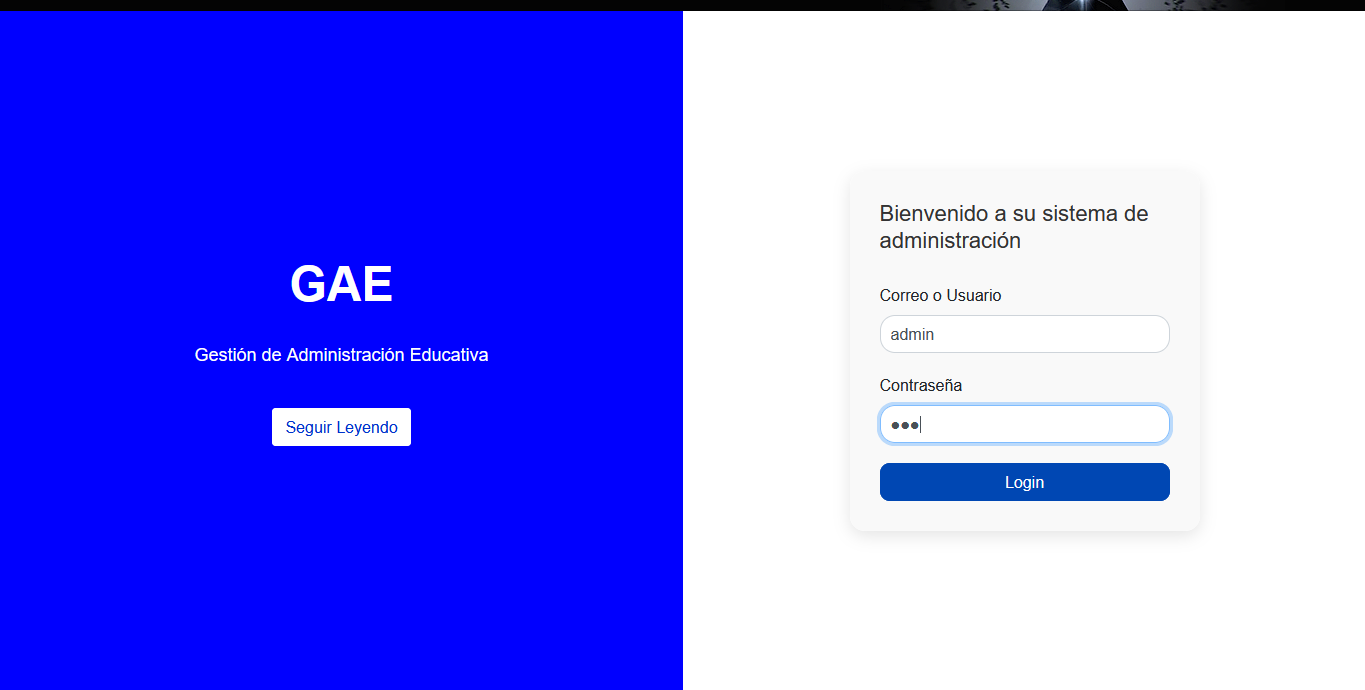 GAE
Gestión de Administración Educativa
Seguir Leyendo
Bienvenido a su sistema de
administración
Correo o Usuario
admin
Contraseña
●●●
Login